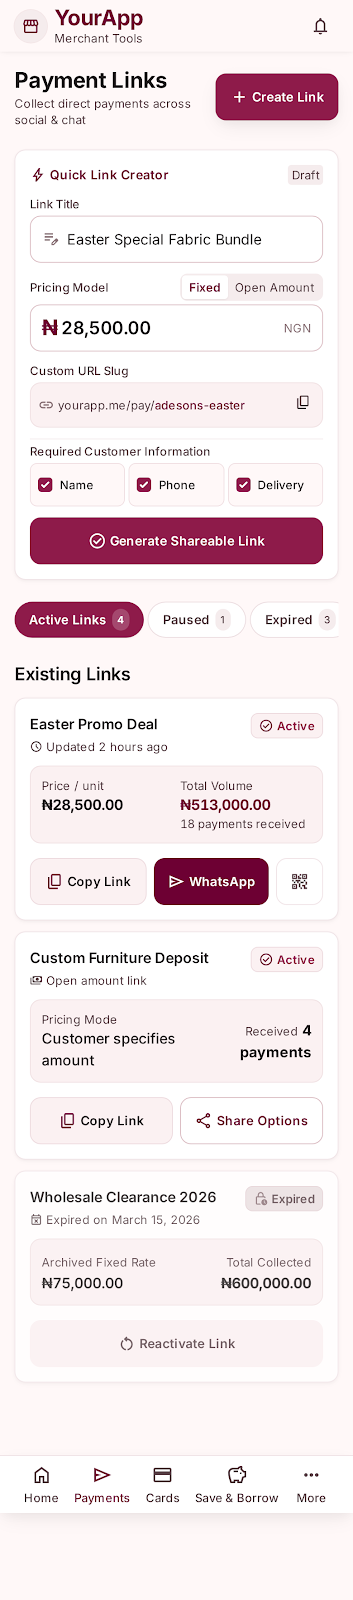 YourApp
Merchant Tools
Payment Links
Collect direct payments across
social & chat
Create Link
Quick Link Creator
Draft
Link Title
Easter Special Fabric Bundle
Pricing Model
Fixed
Open Amount
₦ 28,500.00
NGN
Custom URL Slug
yourapp.me/pay/adesons-easter
Required Customer Information
Name
Phone
Delivery
Generate Shareable Link
Active Links 4
Paused 1
Expired 3
Existing Links
Easter Promo Deal
Active
Updated 2 hours ago
Price / unit
₦28,500.00
Total Volume
₦513,000.00
18 payments received
Copy Link
WhatsApp
Custom Furniture Deposit
Active
Open amount link
Pricing Mode
Customer specifies
amount
Received 4
payments
Copy Link
Share Options
Wholesale Clearance 2026
Expired
Expired on March 15, 2026
Archived Fixed Rate
₦75,000.00
Total Collected
₦600,000.00
Reactivate Link
Home
Payments
Cards
Save & Borrow
More